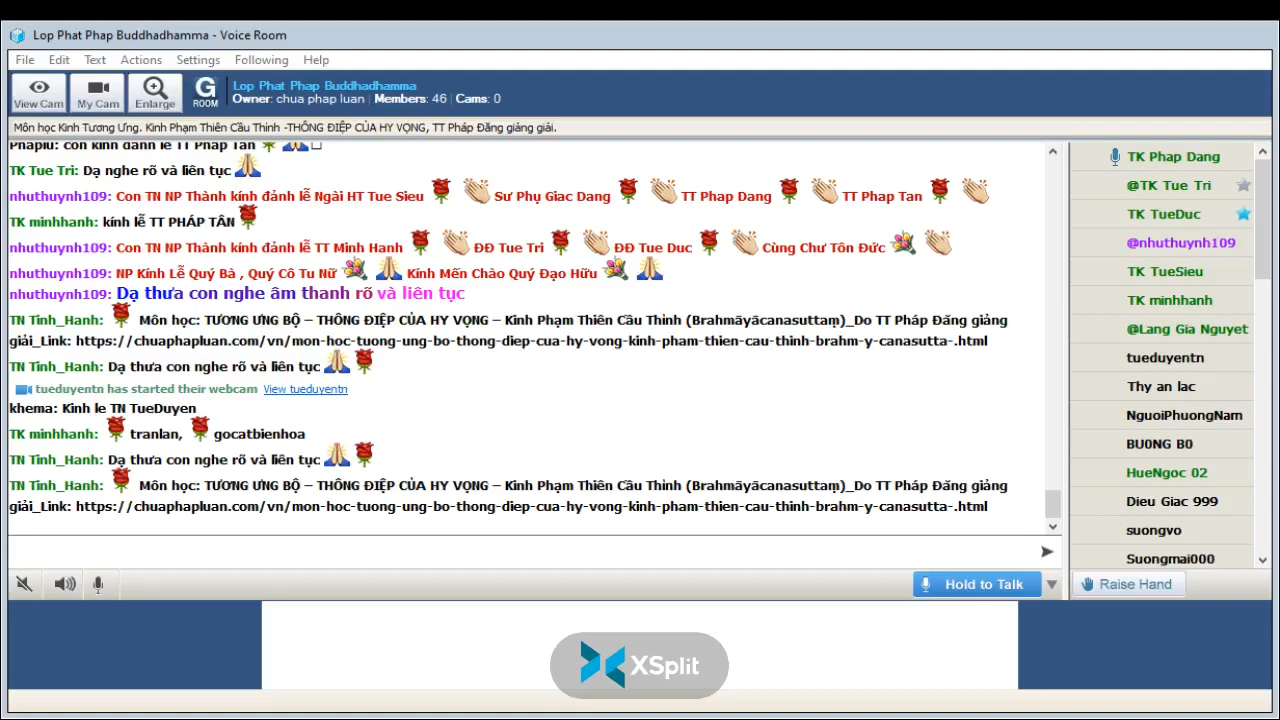 Lop Phat Phap Buddhadhamma - Voice Room
File Edit Text Actions Settings Following Help
View Cam My Cam Enlarge G ROOM
Lop Phat Phap Buddhadhamma
Owner: chua phap luan | Members: 46 | Cams: 0
Môn học Kinh Tương Ưng. Kinh Phạm Thiên Cầu Thỉnh -THÔNG ĐIỆP CỦA HY VỌNG, TT Pháp Đăng giảng giải.
Phapiu: con kính đảnh lễ TT Pháp Tân
TK Tue Tri: Dạ nghe rõ và liên tục
nhuthuynh109: Con TN NP Thành kính đảnh lễ Ngài HT Tue Sieu Sư Phụ Giac Dang TT Phap Dang TT Phap Tan
TK minhhanh: kính lễ TT PHÁP TÂN
nhuthuynh109: Con TN NP Thành kính đảnh lễ TT Minh Hanh ĐĐ Tue Tri ĐĐ Tue Duc Cùng Chư Tôn Đức
nhuthuynh109: NP Kính Lễ Quý Bà , Quý Cô Tu Nữ Kính Mến Chào Quý Đạo Hữu
nhuthuynh109: Dạ thưa con nghe âm thanh rõ và liên tục
TN Tinh_Hanh: Môn học: TƯƠNG ƯNG BỘ – THÔNG ĐIỆP CỦA HY VỌNG – Kinh Phạm Thiên Cầu Thỉnh (Brahmāyācanasuttaṃ)_Do TT Pháp Đăng giảng
giải_Link: https://chuaphapluan.com/vn/mon-hoc-tuong-ung-bo-thong-diep-cua-hy-vong-kinh-pham-thien-cau-thinh-brahm-y-canasutta-.html
TN Tinh_Hanh: Dạ thưa con nghe rõ và liên tục
tueduyentn has started their webcam View tueduyentn
khema: Kinh le TN TueDuyen
TK minhhanh: tranlan, gocatbienhoa
TN Tinh_Hanh: Dạ thưa con nghe rõ và liên tục
TN Tinh_Hanh: Môn học: TƯƠNG ƯNG BỘ – THÔNG ĐIỆP CỦA HY VỌNG – Kinh Phạm Thiên Cầu Thỉnh (Brahmāyācanasuttaṃ)_Do TT Pháp Đăng giảng
giải_Link: https://chuaphapluan.com/vn/mon-hoc-tuong-ung-bo-thong-diep-cua-hy-vong-kinh-pham-thien-cau-thinh-brahm-y-canasutta-.html
Hold to Talk
TK Phap Dang
@TK Tue Tri
TK TueDuc
@nhuthuynh109
TK TueSieu
TK minhhanh
@Lang Gia Nguyet
tueduyentn
Thy an lac
NguoiPhuongNam
BU0NG B0
HueNgoc 02
Dieu Giac 999
suongvo
Suongmai000
Raise Hand
XSplit